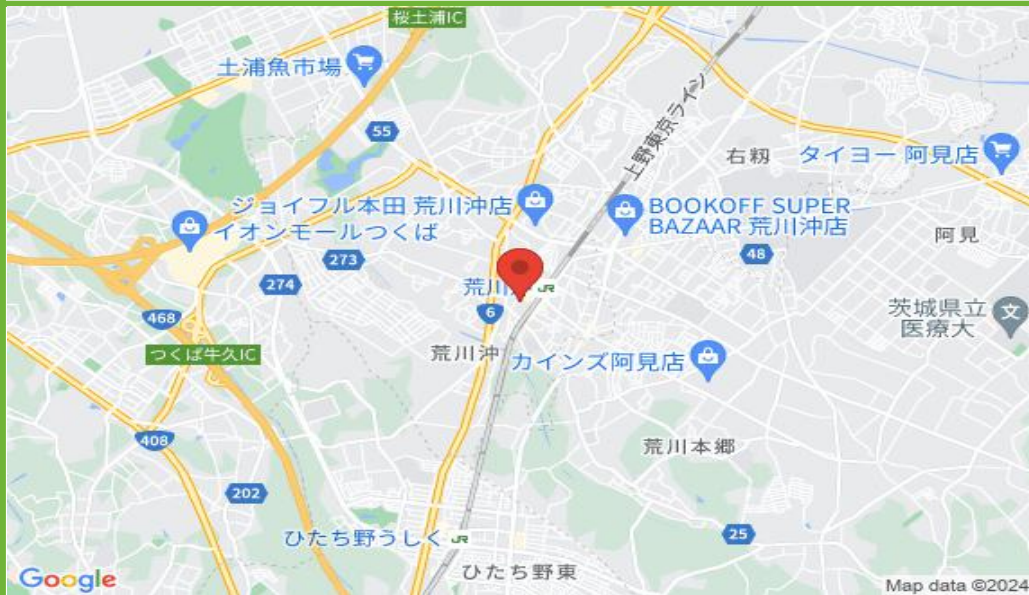 桜土浦IC
土浦魚市場
55
上野東京ライン
右籾
タイヨー 阿見店
ジョイフル本田 荒川沖店
イオンモールつくば
BOOKOFF SUPER
BAZAAR 荒川沖店
阿見
48
273
274
荒川
JR
6
468
茨城県立
医療大
文
つくば牛久IC
荒川沖
カインズ阿見店
408
荒川本郷
202
25
ひたち野うしく
JR
ひたち野東
Google
Map data ©2024